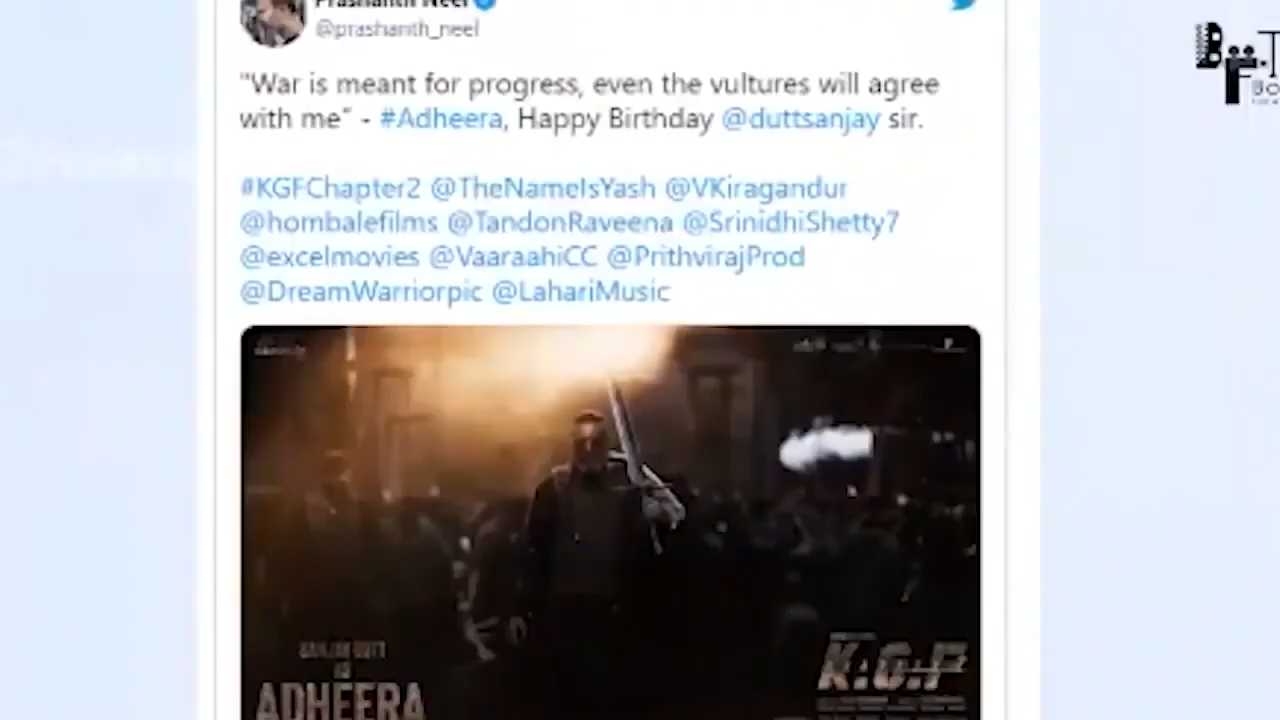 Prashanth Neel
@prashanth_neel
"War is meant for progress, even the vultures will agree
with me" - #Adheera, Happy Birthday @duttsanjay sir.
#KGFChapter2 @TheNameIsYash @VKiragandur
@hombalefilms @TandonRaveena @SrinidhiShetty7
@excelmovies @VaaraahiCC @PrithvirajProd
@DreamWarriorpic @LahariMusic
SANJAY DUTT
IS
ADHEERA
K.G.F